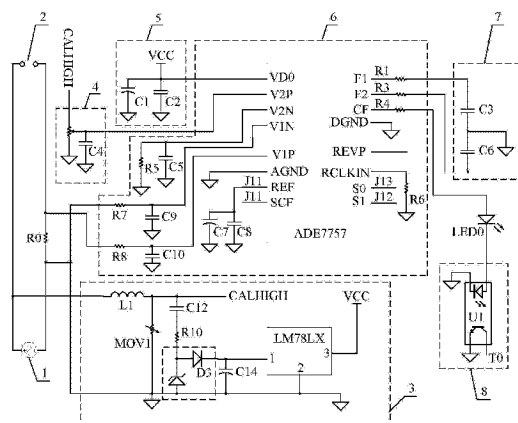 2
5
6
7
CALHIGH
VCC
4
C1
C2
VD0
V2P
V2N
V1N
V1P
AGND
REF
SCF
J11
J11
F1
F2
CF
DGND
REVP
RCLKIN
S0
S1
J13
J12
R1
R3
R4
C3
C6
C4
R5
C5
R7
C9
R8
C10
C7
C8
R6
ADE7757
R0
LED0
L1
C12
CALHIGH
VCC
MOV1
R10
LM78LX
1
3
2
D3
C14
U1
T0
1
3
8